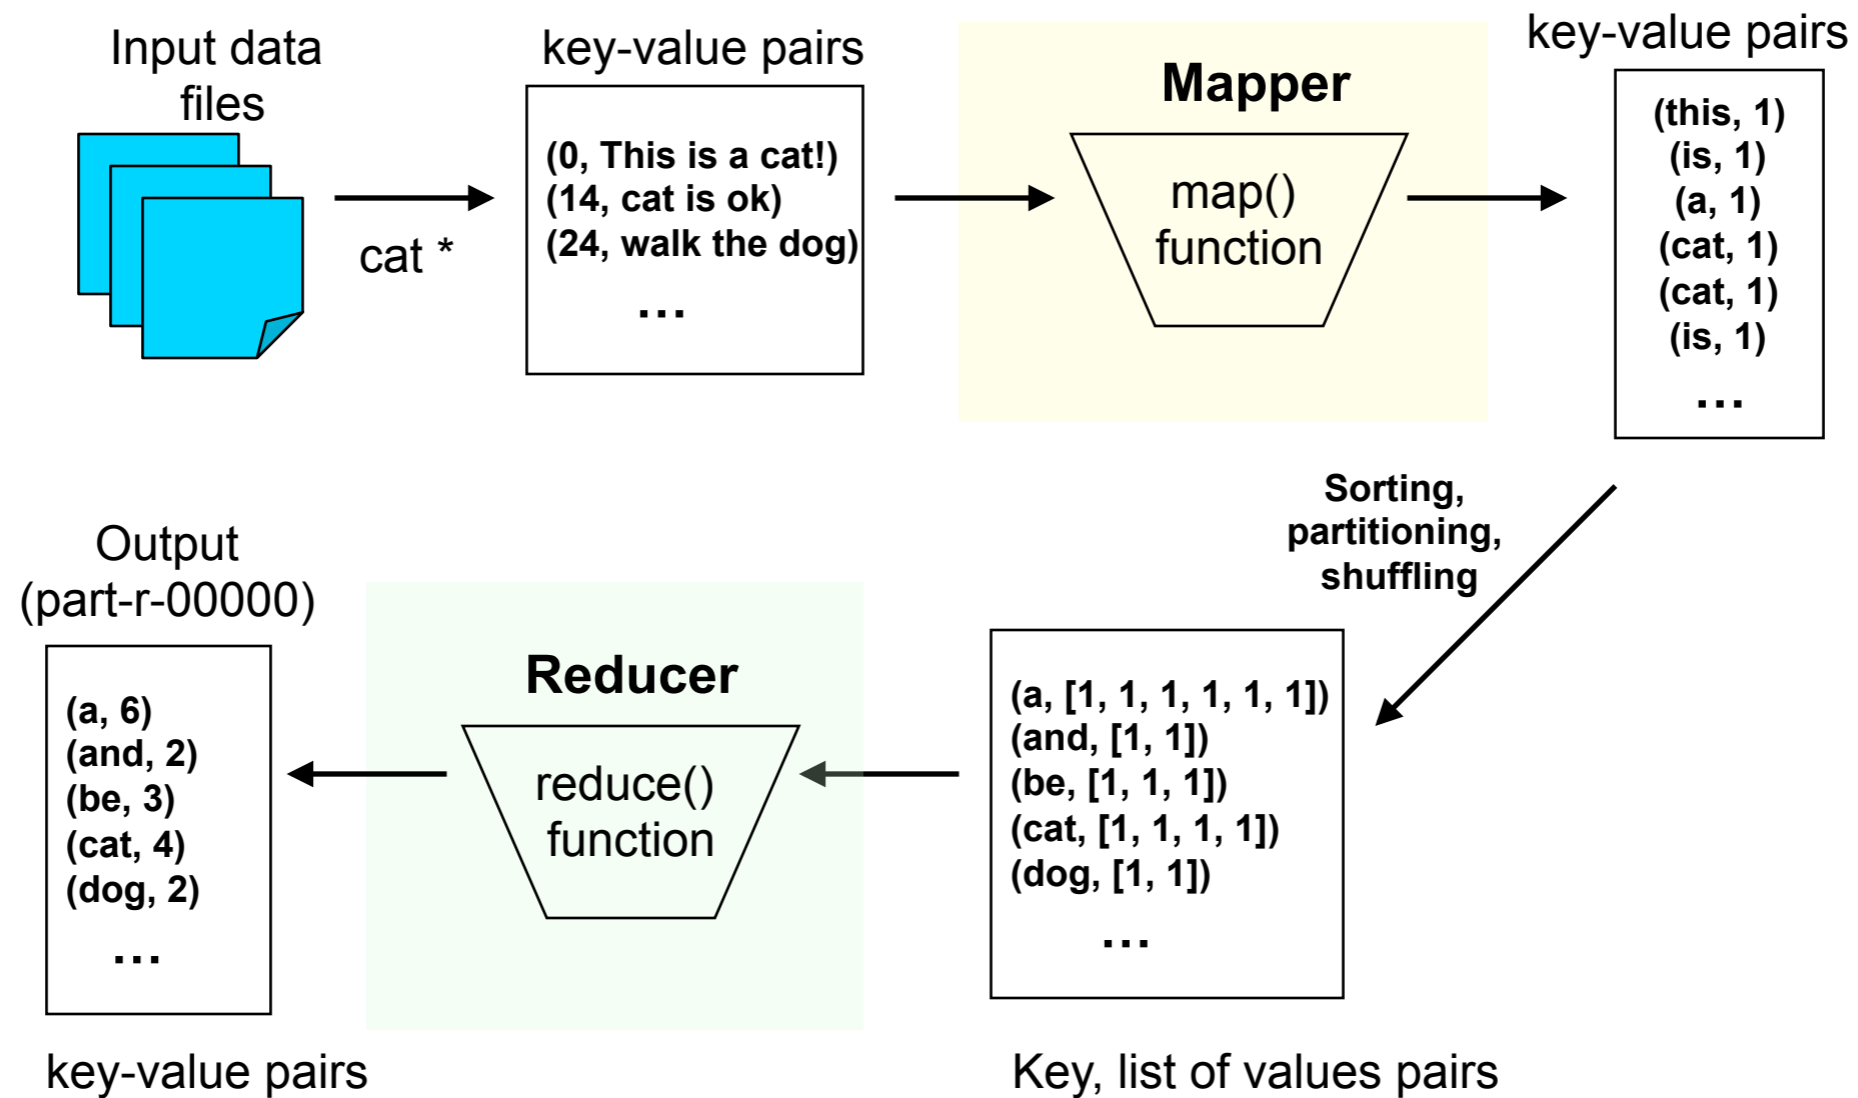 Input data
files
cat *
key-value pairs
(0, This is a cat!)
(14, cat is ok)
(24, walk the dog)
...
Mapper
map()
function
key-value pairs
(this, 1)
(is, 1)
(a, 1)
(cat, 1)
(cat, 1)
(is, 1)
...
Sorting,
partitioning,
shuffling
(a, [1, 1, 1, 1, 1, 1])
(and, [1, 1])
(be, [1, 1, 1])
(cat, [1, 1, 1, 1])
(dog, [1, 1])
...
Key, list of values pairs
Reducer
reduce()
function
Output
(part-r-00000)
(a, 6)
(and, 2)
(be, 3)
(cat, 4)
(dog, 2)
...
key-value pairs